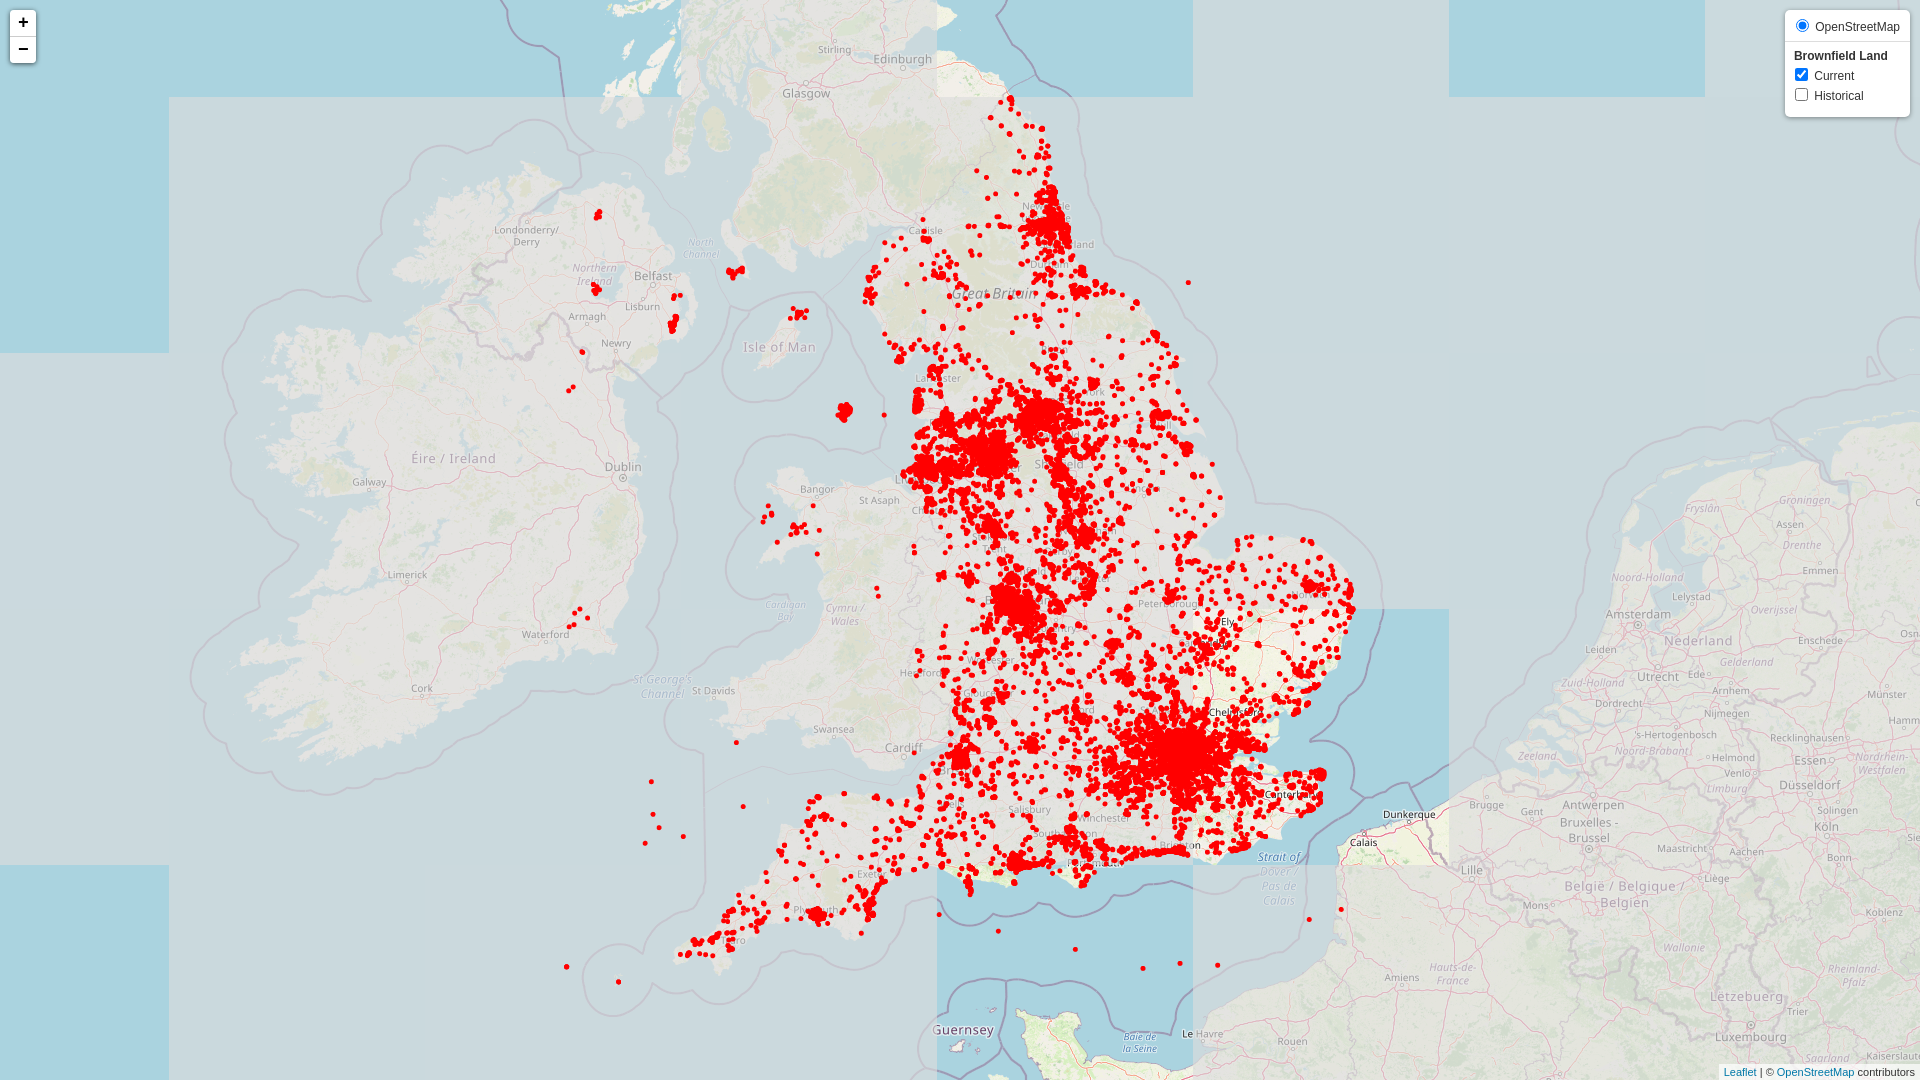 +
−
OpenStreetMap
Brownfield Land
Current
Historical
Stirling
Edinburgh
Glasgow
Londonderry/
Derry
North
Channel
Carlisle
Northern
Ireland
Belfast
Lisburn
Armagh
Newry
Great Britain
Isle of Man
Lancaster
Éire / Ireland
Dublin
Galway
Bangor
St Asaph
Limerick
Cardigan
Bay
Cymru /
Wales
Peterborough
Ely
Waterford
Worcester
Hereford
St George's
Channel
St Davids
Cork
Swansea
Cardiff
Chelmsford
Canterbury
Salisbury
Winchester
Southampton
Brighton
Portsmouth
Exeter
Plymouth
Truro
Strait of
Dover /
Pas de
Calais
Dunkerque
Calais
Lille
Guernsey
Baie de
la Seine
Le Havre
Rouen
Amiens
Hauts-de-
France
Groningen
Fryslân
Assen
Drenthe
Emmen
Noord-Holland
Lelystad
Overijssel
Amsterdam
Nederland
Enschede
Leiden
Gelderland
Utrecht
Ede
Arnhem
Zuid-Holland
Dordrecht
Nijmegen
Münster
's-Hertogenbosch
Recklinghausen
Noord-Brabant
Zeeland
Helmond
Essen
Venlo
Limburg
Düsseldorf
Nordrhein-
Westfalen
Brugge
Gent
Antwerpen
Solingen
Bruxelles -
Brussel
Köln
Maastricht
Aachen
Bonn
Liège
België / Belgique /
Belgien
Mons
Namur
Koblenz
Wallonie
Rheinland-
Pfalz
Lëtzebuerg
Trier
Luxembourg
Saarland
Kaiserslautern
Leaflet | © OpenStreetMap contributors